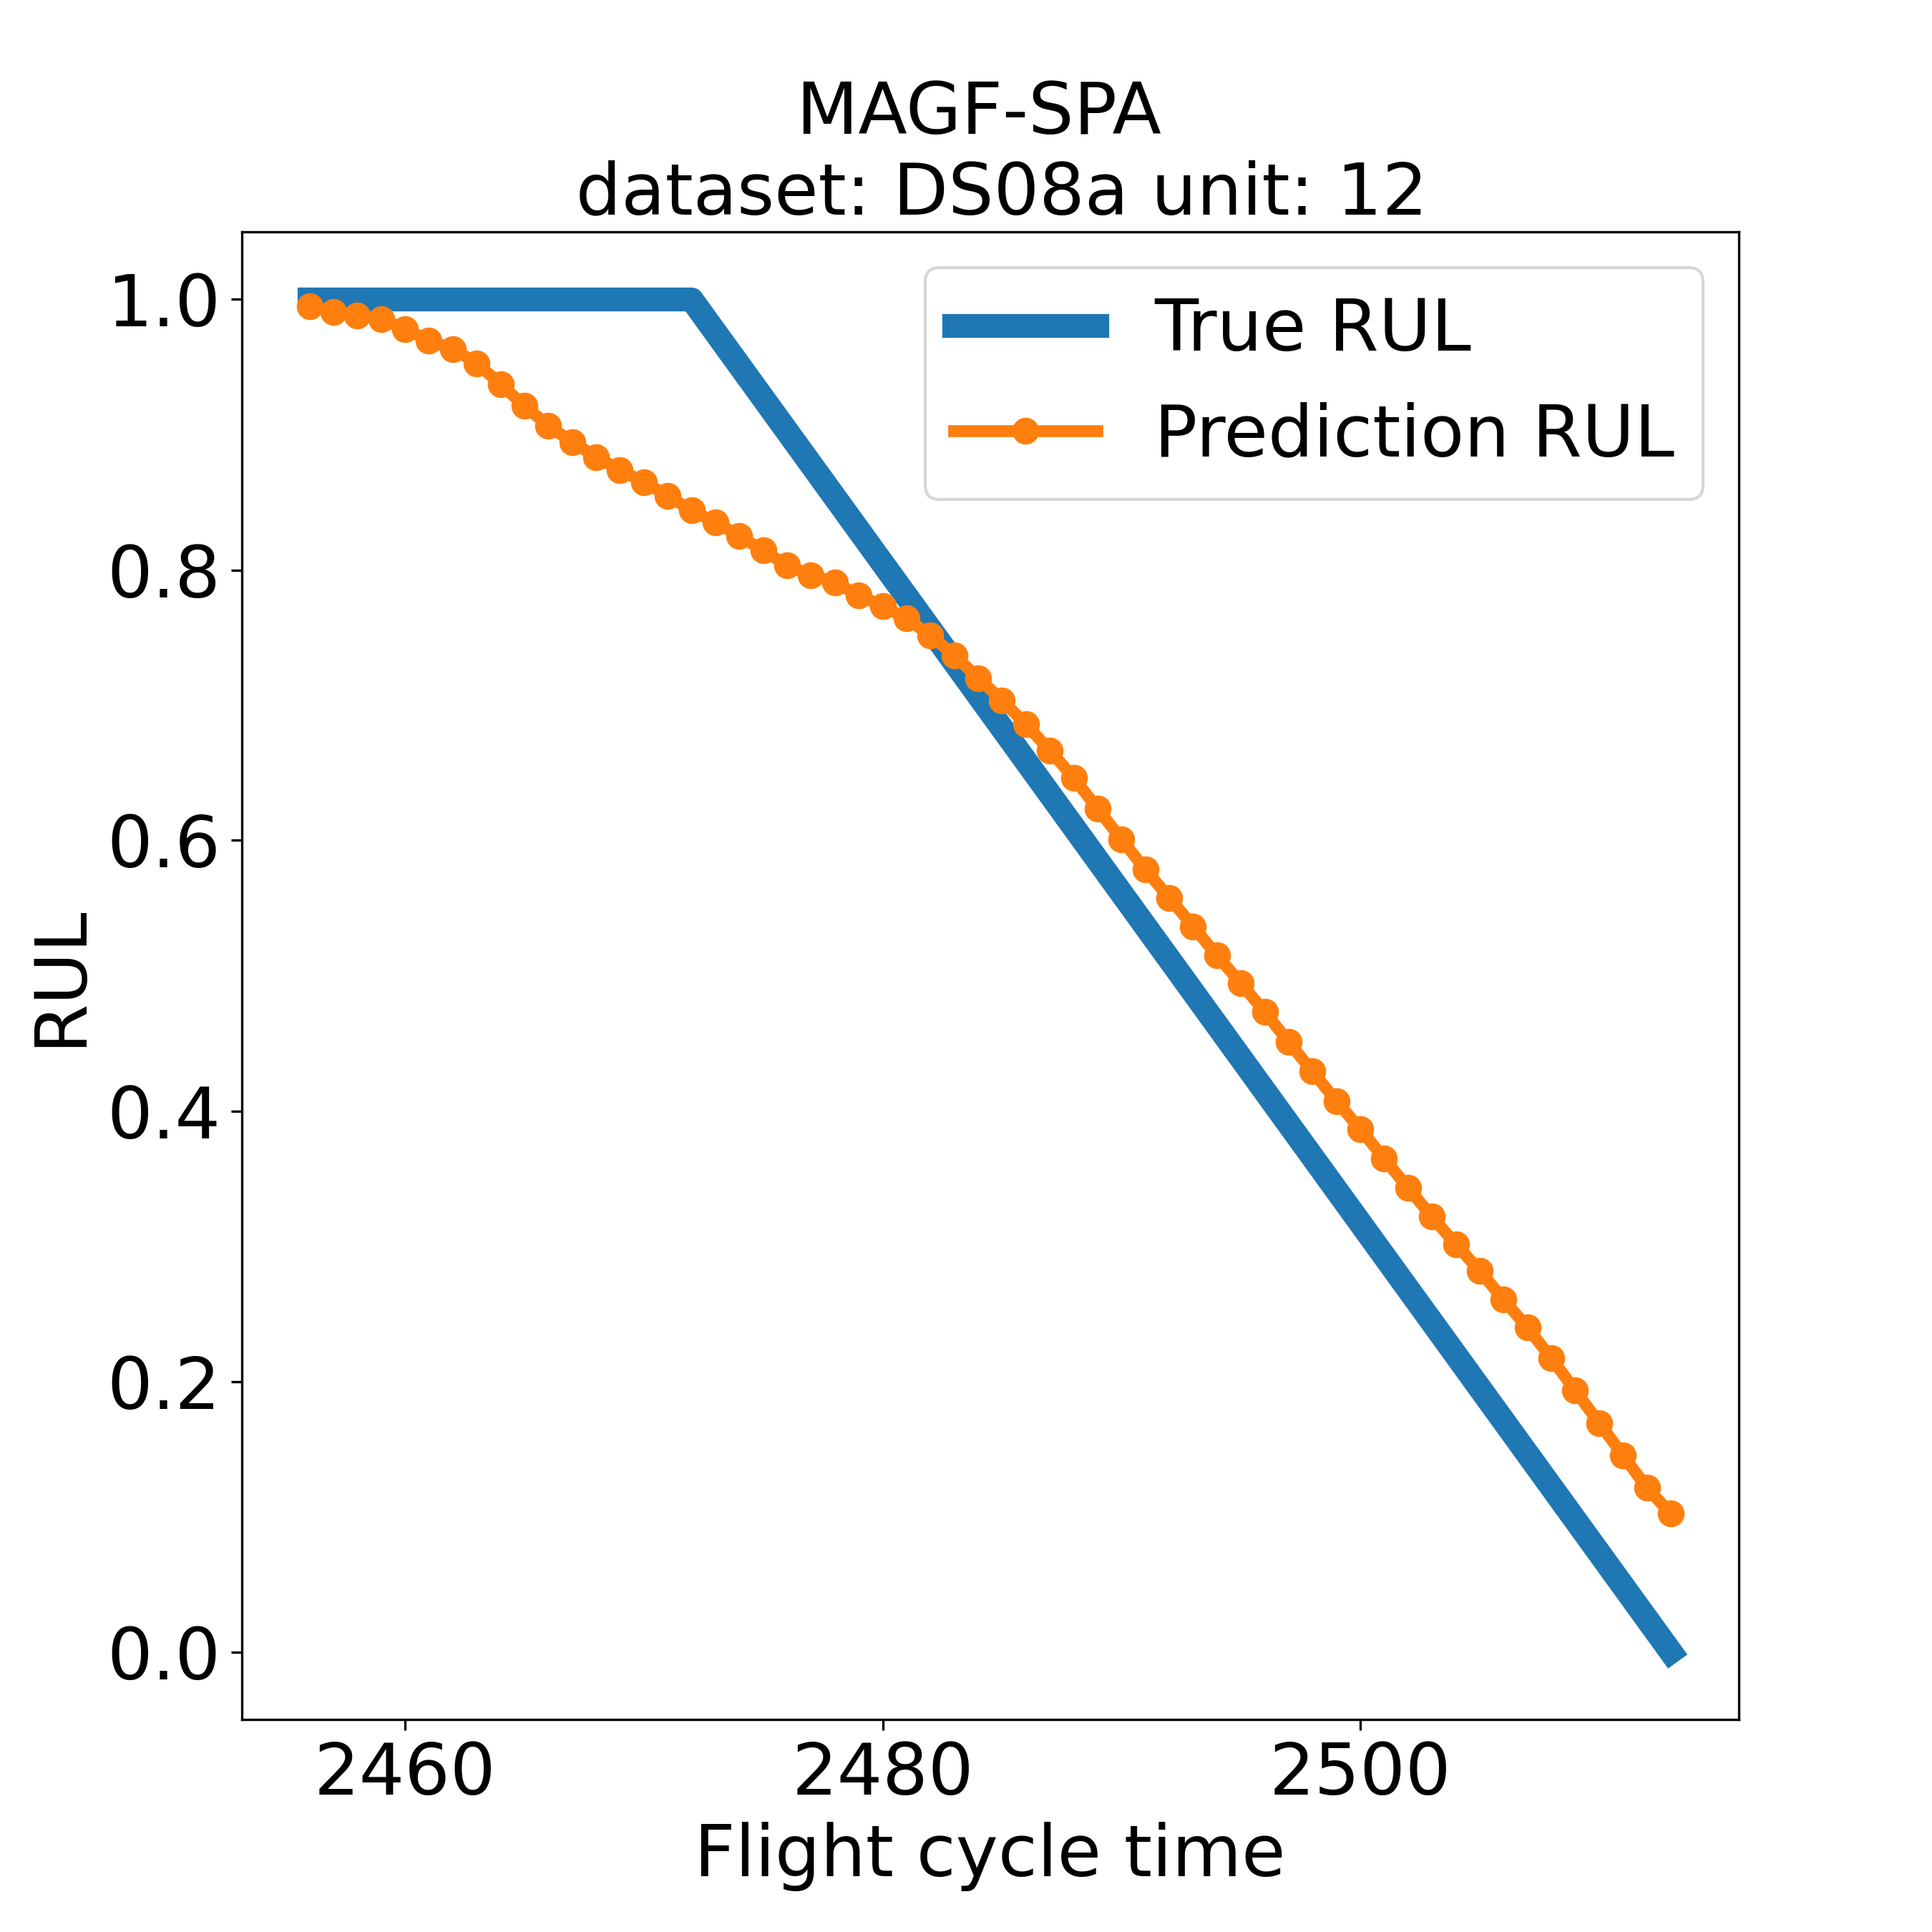 MAGF-SPA
dataset: DS08a unit: 12
True RUL
Prediction RUL
1.0
0.8
0.6
0.4
0.2
0.0
RUL
2460 2480 2500
Flight cycle time